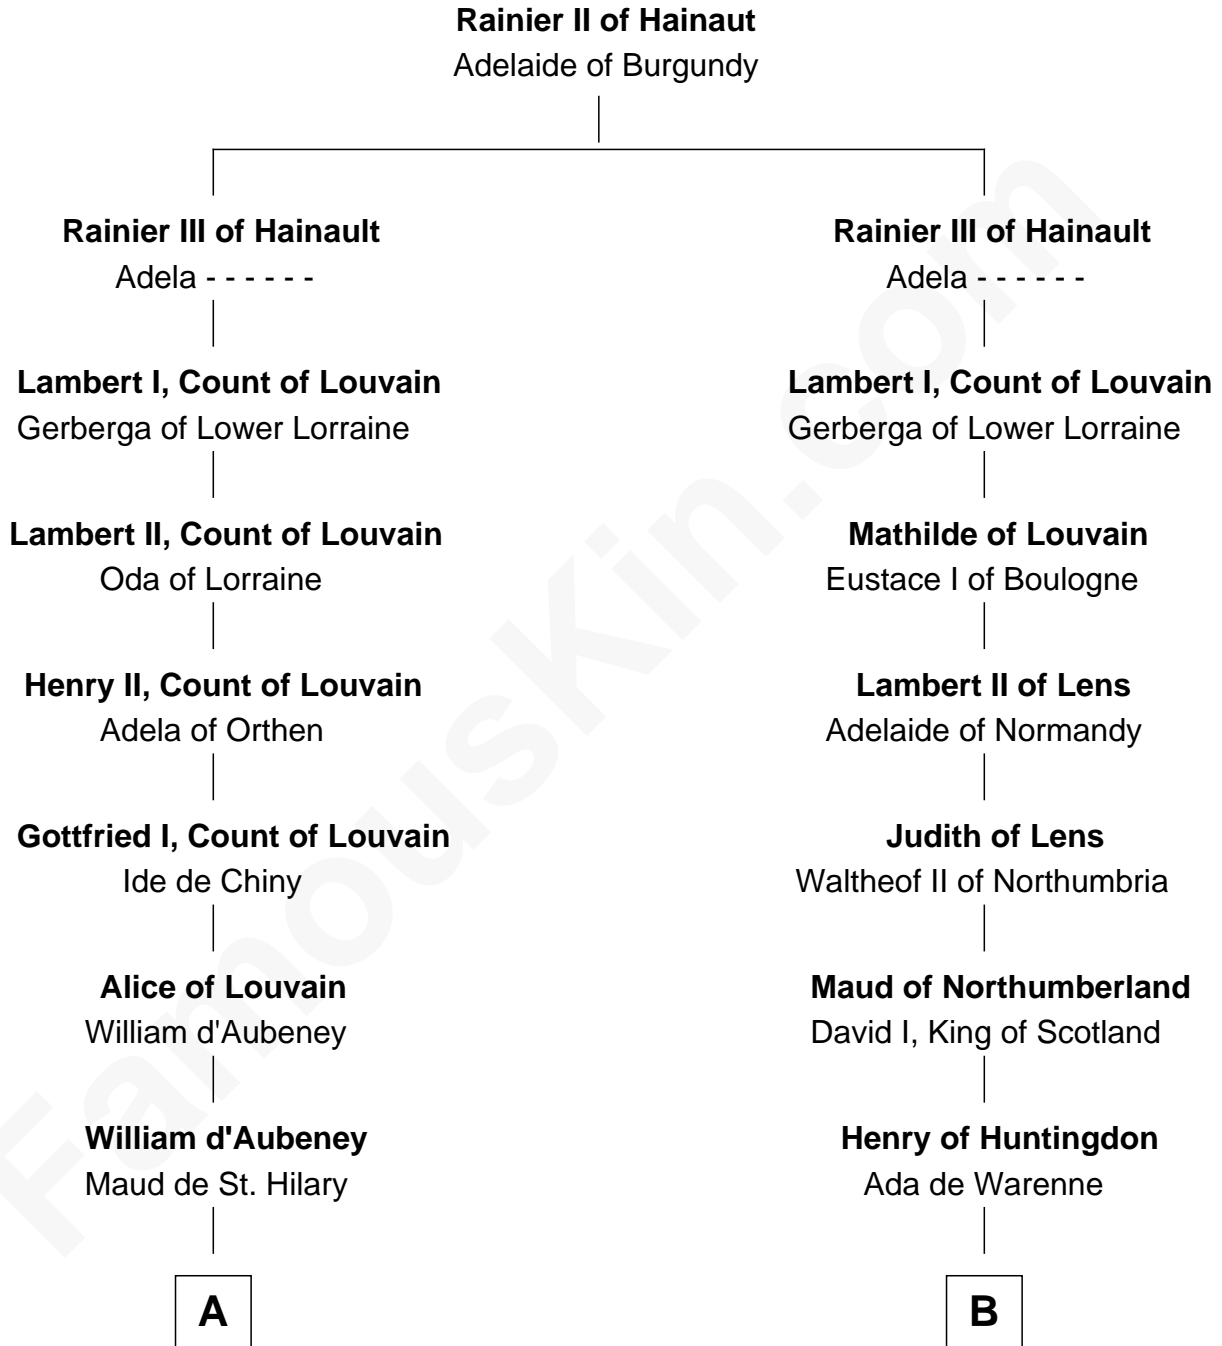 Rainier II of Hainaut
Adelaide of Burgundy
Rainier III of Hainault
Adela - - - - - -
Lambert I, Count of Louvain
Gerberga of Lower Lorraine
Lambert II, Count of Louvain
Oda of Lorraine
Henry II, Count of Louvain
Adela of Orthen
Gottfried I, Count of Louvain
Ide de Chiny
Alice of Louvain
William d'Aubeney
William d'Aubeney
Maud de St. Hilary
A
Rainier III of Hainault
Adela - - - - - -
Lambert I, Count of Louvain
Gerberga of Lower Lorraine
Mathilde of Louvain
Eustace I of Boulogne
Lambert II of Lens
Adelaide of Normandy
Judith of Lens
Waltheof II of Northumbria
Maud of Northumberland
David I, King of Scotland
Henry of Huntingdon
Ada de Warenne
B
FamousKin.com